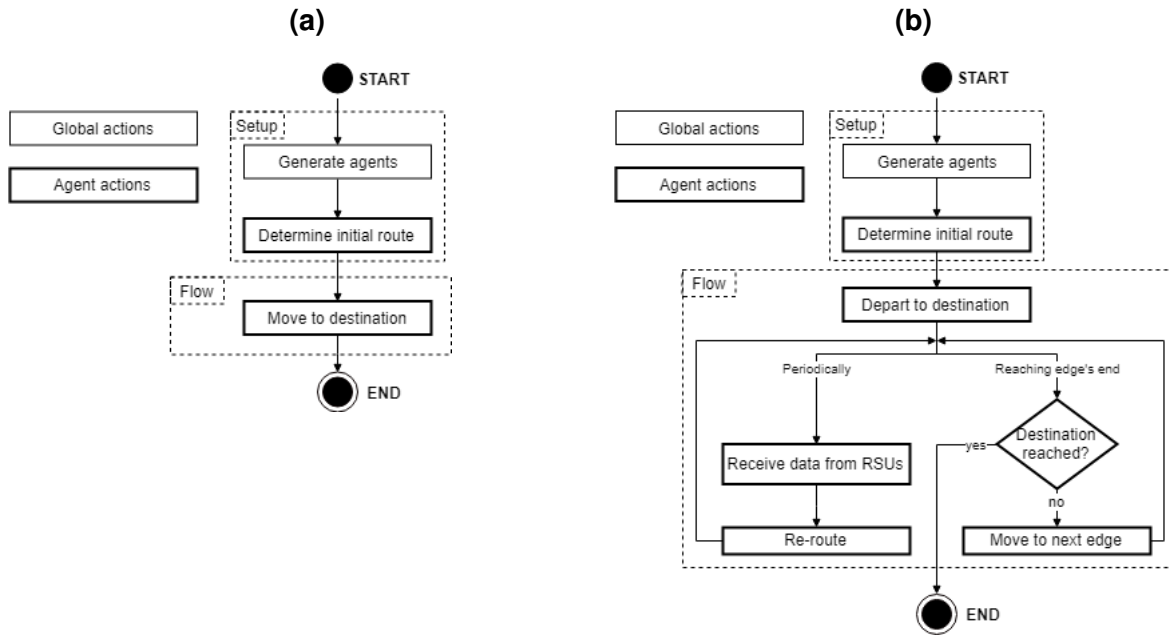 (a)
START
Global actions
Agent actions
Setup
Generate agents
Determine initial route
Flow
Move to destination
END
(b)
START
Global actions
Agent actions
Setup
Generate agents
Determine initial route
Flow
Depart to destination
Periodically
Reaching edge's end
Receive data from RSUs
Re-route
Destination
reached?
yes
no
Move to next edge
END